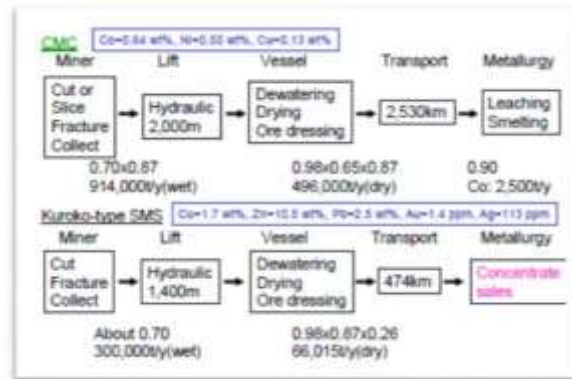 CMC Co=0.64 wt%, Ni=0.50 wt%, Cu=0.13 wt%
Miner Lift Vessel Transport Metallurgy
Cut or
Slice
Fracture
Collect
Hydraulic
2,000m
Dewatering
Drying
Ore dressing
2,530km
Leaching
Smelting
0.70x0.87 0.98x0.65x0.87 0.90
914,000t/y(wet) 496,000t/y(dry) Co: 2,500t/y
Kuroko-type SMS Cu=1.7 wt%, Zn=10.5 wt%, Pb=2.5 wt%, Au=1.4 ppm, Ag=113 ppm
Miner Lift Vessel Transport Metallurgy
Cut
Fracture
Collect
Hydraulic
1,400m
Dewatering
Drying
Ore dressing
474km
Concentrate
sales
About 0.70 0.98x0.87x0.26
300,000t/y(wet) 66,015t/y(dry)